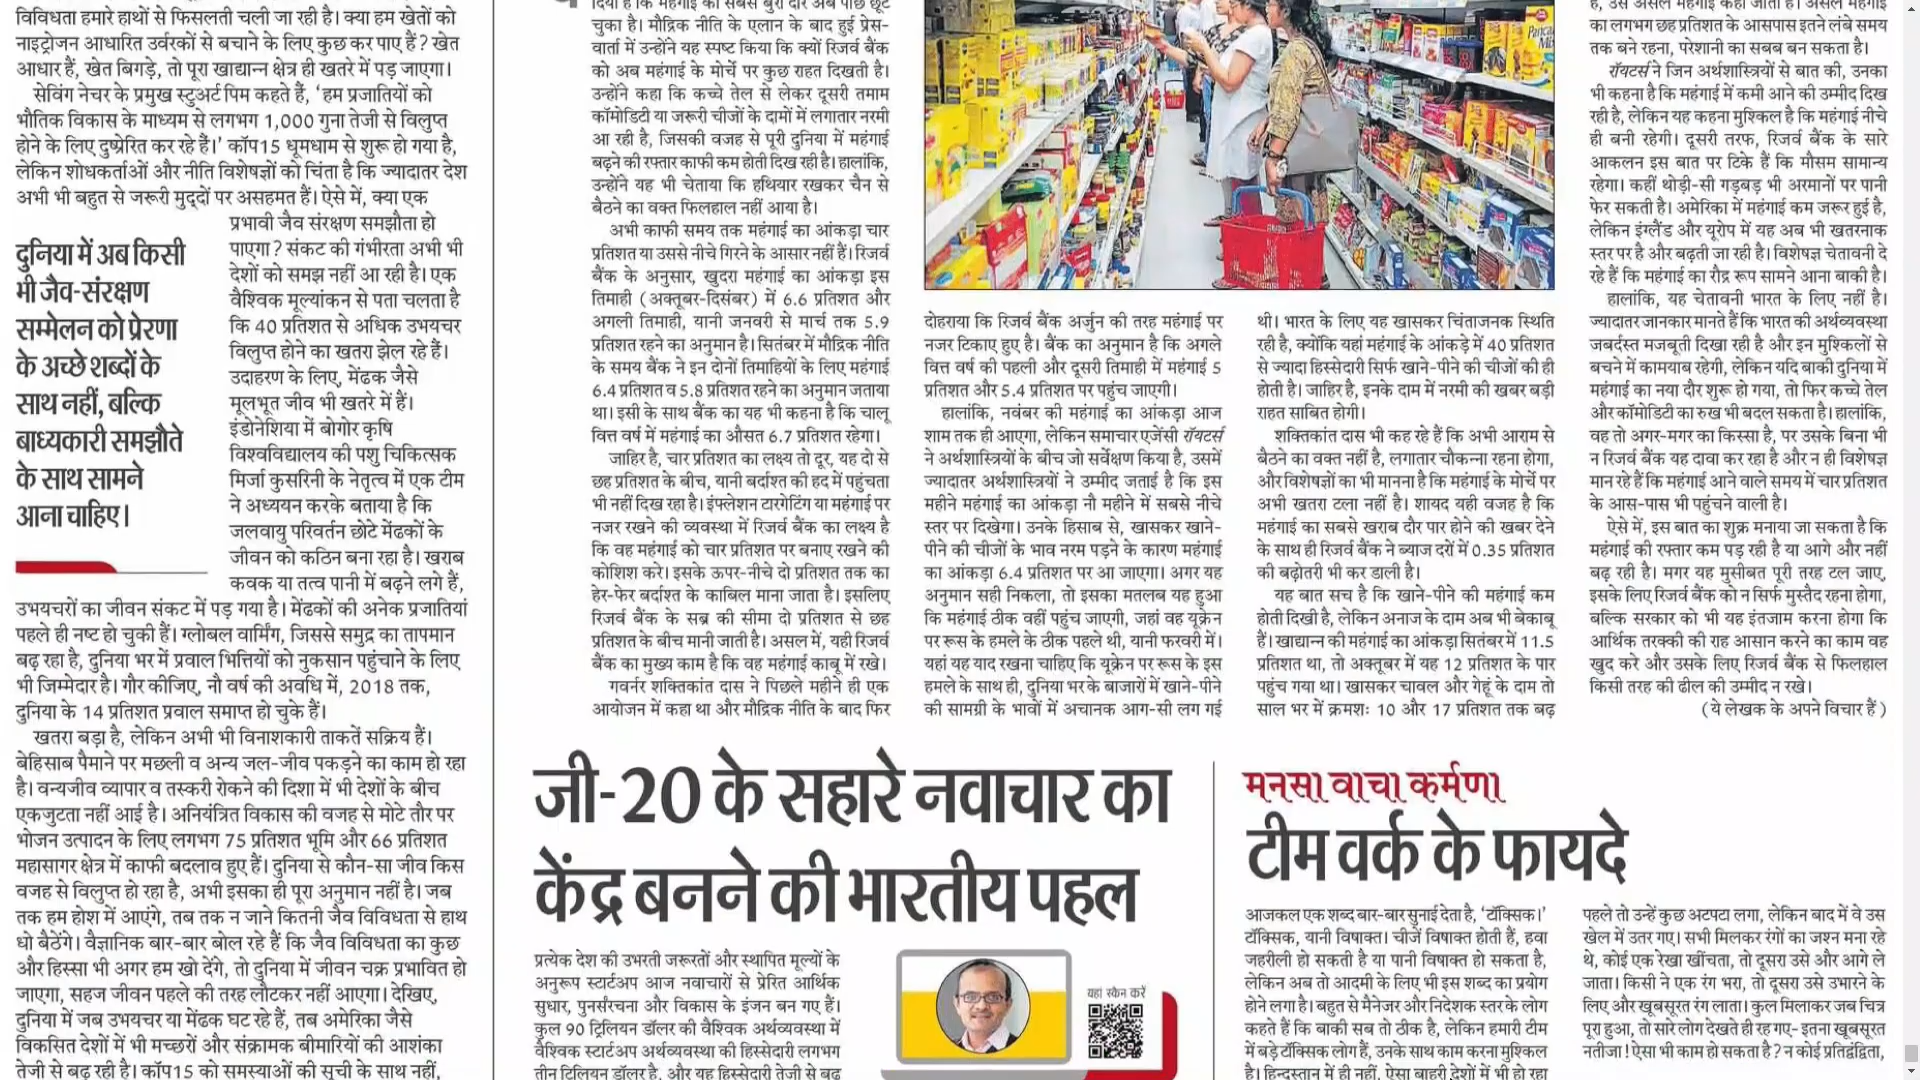 विविधता हमारे हाथों से फिसलती चली जा रही है। क्या हम खेतों को
नाइट्रोजन आधारित उर्वरकों से बचाने के लिए कुछ कर पाए हैं? खेत
आधार हैं, खेत बिगड़े, तो पूरा खाद्यान्न क्षेत्र ही खतरे में पड़ जाएगा।
सेविंग नेचर के प्रमुख स्टुअर्ट पिम कहते हैं, 'हम प्रजातियों को
भौतिक विकास के माध्यम से लगभग 1,000 गुना तेजी से विलुप्त
होने के लिए दुष्प्रेरित कर रहे हैं।' कॉप15 धूमधाम से शुरू हो गया है,
लेकिन शोधकर्ताओं और नीति विशेषज्ञों को चिंता है कि ज्यादातर देश
अभी भी बहुत से जरूरी मुद्दों पर असहमत हैं। ऐसे में, क्या एक
प्रभावी जैव संरक्षण समझौता हो
पाएगा? संकट की गंभीरता अभी भी
देशों को समझ नहीं आ रही है। एक
वैश्विक मूल्यांकन से पता चलता है
कि 40 प्रतिशत से अधिक उभयचर
विलुप्त होने का खतरा झेल रहे हैं।
उदाहरण के लिए, मेंढक जैसे
मूलभूत जीव भी खतरे में हैं।
इंडोनेशिया में बोगोर कृषि
विश्वविद्यालय की पशु चिकित्सक
मिर्जा कुसरिनी के नेतृत्व में एक टीम
ने अध्ययन करके बताया है कि
जलवायु परिवर्तन छोटे मेंढकों के
जीवन को कठिन बना रहा है। खराब
कवक या तत्व पानी में बढ़ने लगे हैं,
दुनिया में अब किसी
भी जैव-संरक्षण
सम्मेलन को प्रेरणा
के अच्छे शब्दों के
साथ नहीं, बल्कि
बाध्यकारी समझौते
के साथ सामने
आना चाहिए।
उभयचरों का जीवन संकट में पड़ गया है। मेंढकों की अनेक प्रजातियां
पहले ही नष्ट हो चुकी हैं। ग्लोबल वार्मिंग, जिससे समुद्र का तापमान
बढ़ रहा है, दुनिया भर में प्रवाल भित्तियों को नुकसान पहुंचाने के लिए
भी जिम्मेदार है। गौर कीजिए, नौ वर्ष की अवधि में, 2018 तक,
दुनिया के 14 प्रतिशत प्रवाल समाप्त हो चुके हैं।
खतरा बड़ा है, लेकिन अभी भी विनाशकारी ताकतें सक्रिय हैं।
बेहिसाब पैमाने पर मछली व अन्य जल-जीव पकड़ने का काम हो रहा
है। वन्यजीव व्यापार व तस्करी रोकने की दिशा में भी देशों के बीच
एकजुटता नहीं आई है। अनियंत्रित विकास की वजह से मोटे तौर पर
भोजन उत्पादन के लिए लगभग 75 प्रतिशत भूमि और 66 प्रतिशत
महासागर क्षेत्र में काफी बदलाव हुए हैं। दुनिया से कौन-सा जीव किस
वजह से विलुप्त हो रहा है, अभी इसका ही पूरा अनुमान नहीं है। जब
तक हम होश में आएंगे, तब तक न जाने कितनी जैव विविधता से हाथ
धो बैठेंगे। वैज्ञानिक बार-बार बोल रहे हैं कि जैव विविधता का कुछ
और हिस्सा भी अगर हम खो देंगे, तो दुनिया में जीवन चक्र प्रभावित हो
जाएगा, सहज जीवन पहले की तरह लौटकर नहीं आएगा। देखिए,
दुनिया में जब उभयचर या मेंढक घट रहे हैं, तब अमेरिका जैसे
विकसित देशों में भी मच्छरों और संक्रामक बीमारियों की आशंका
तेजी से बढ़ रही है। कॉप15 को समस्याओं की सूची के साथ नहीं,
दिया है कि महंगाई का सबसे बुरा दौर अब पीछे छूट
चुका है। मौद्रिक नीति के एलान के बाद हुई प्रेस-
वार्ता में उन्होंने यह स्पष्ट किया कि क्यों रिजर्व बैंक
को अब महंगाई के मोर्चे पर कुछ राहत दिखती है।
उन्होंने कहा कि कच्चे तेल से लेकर दूसरी तमाम
कॉमोडिटी या जरूरी चीजों के दामों में लगातार नरमी
आ रही है, जिसकी वजह से पूरी दुनिया में महंगाई
बढ़ने की रफ्तार काफी कम होती दिख रही है। हालांकि,
उन्होंने यह भी चेताया कि हथियार रखकर चैन से
बैठने का वक्त फिलहाल नहीं आया है।
अभी काफी समय तक महंगाई का आंकड़ा चार
प्रतिशत या उससे नीचे गिरने के आसार नहीं हैं। रिजर्व
बैंक के अनुसार, खुदरा महंगाई का आंकड़ा इस
तिमाही (अक्तूबर-दिसंबर) में 6.6 प्रतिशत और
अगली तिमाही, यानी जनवरी से मार्च तक 5.9
प्रतिशत रहने का अनुमान है। सितंबर में मौद्रिक नीति
के समय बैंक ने इन दोनों तिमाहियों के लिए महंगाई
6.4 प्रतिशत व 5.8 प्रतिशत रहने का अनुमान जताया
था। इसी के साथ बैंक का यह भी कहना है कि चालू
वित्त वर्ष में महंगाई का औसत 6.7 प्रतिशत रहेगा।
जाहिर है, चार प्रतिशत का लक्ष्य तो दूर, यह दो से
छह प्रतिशत के बीच, यानी बर्दाश्त की हद में पहुंचता
भी नहीं दिख रहा है। इंफ्लेशन टारगेटिंग या महंगाई पर
नजर रखने की व्यवस्था में रिजर्व बैंक का लक्ष्य है
कि वह महंगाई को चार प्रतिशत पर बनाए रखने की
कोशिश करे। इसके ऊपर-नीचे दो प्रतिशत तक का
हेर-फेर बर्दाश्त के काबिल माना जाता है। इसलिए
रिजर्व बैंक के सब्र की सीमा दो प्रतिशत से छह
प्रतिशत के बीच मानी जाती है। असल में, यही रिजर्व
बैंक का मुख्य काम है कि वह महंगाई काबू में रखे।
गवर्नर शक्तिकांत दास ने पिछले महीने ही एक
आयोजन में कहा था और मौद्रिक नीति के बाद फिर
दोहराया कि रिजर्व बैंक अर्जुन की तरह महंगाई पर
नजर टिकाए हुए है। बैंक का अनुमान है कि अगले
वित्त वर्ष की पहली और दूसरी तिमाही में महंगाई 5
प्रतिशत और 5.4 प्रतिशत पर पहुंच जाएगी।
हालांकि, नवंबर की महंगाई का आंकड़ा आज
शाम तक ही आएगा, लेकिन समाचार एजेंसी रॉयटर्स
ने अर्थशास्त्रियों के बीच जो सर्वेक्षण किया है, उसमें
ज्यादातर अर्थशास्त्रियों ने उम्मीद जताई है कि इस
महीने महंगाई का आंकड़ा नौ महीने में सबसे नीचे
स्तर पर दिखेगा। उनके हिसाब से, खासकर खाने-
पीने की चीजों के भाव नरम पड़ने के कारण महंगाई
का आंकड़ा 6.4 प्रतिशत पर आ जाएगा। अगर यह
अनुमान सही निकला, तो इसका मतलब यह हुआ
कि महंगाई ठीक वहीं पहुंच जाएगी, जहां वह यूक्रेन
पर रूस के हमले के ठीक पहले थी, यानी फरवरी में।
यहां यह याद रखना चाहिए कि यूक्रेन पर रूस के इस
हमले के साथ ही, दुनिया भर के बाजारों में खाने-पीने
की सामग्री के भावों में अचानक आग-सी लग गई
थी। भारत के लिए यह खासकर चिंताजनक स्थिति
रही है, क्योंकि यहां महंगाई के आंकड़े में 40 प्रतिशत
से ज्यादा हिस्सेदारी सिर्फ खाने-पीने की चीजों की ही
होती है। जाहिर है, इनके दाम में नरमी की खबर बड़ी
राहत साबित होगी।
शक्तिकांत दास भी कह रहे हैं कि अभी आराम से
बैठने का वक्त नहीं है, लगातार चौकन्ना रहना होगा,
और विशेषज्ञों का भी मानना है कि महंगाई के मोर्चे पर
अभी खतरा टला नहीं है। शायद यही वजह है कि
महंगाई का सबसे खराब दौर पार होने की खबर देने
के साथ ही रिजर्व बैंक ने ब्याज दरों में 0.35 प्रतिशत
की बढ़ोतरी भी कर डाली है।
यह बात सच है कि खाने-पीने की महंगाई कम
होती दिखी है, लेकिन अनाज के दाम अब भी बेकाबू
हैं। खाद्यान्न की महंगाई का आंकड़ा सितंबर में 11.5
प्रतिशत था, तो अक्तूबर में यह 12 प्रतिशत के पार
पहुंच गया था। खासकर चावल और गेहूं के दाम तो
साल भर में क्रमशः 10 और 17 प्रतिशत तक बढ़
है, उसे असल महंगाई कहा जाता है। असल महंगाई
का लगभग छह प्रतिशत के आसपास इतने लंबे समय
तक बने रहना, परेशानी का सबब बन सकता है।
रॉयटर्स ने जिन अर्थशास्त्रियों से बात की, उनका
भी कहना है कि महंगाई में कमी आने की उम्मीद दिख
रही है, लेकिन यह कहना मुश्किल है कि महंगाई नीचे
ही बनी रहेगी। दूसरी तरफ, रिजर्व बैंक के सारे
आकलन इस बात पर टिके हैं कि मौसम सामान्य
रहेगा। कहीं थोड़ी-सी गड़बड़ भी अरमानों पर पानी
फेर सकती है। अमेरिका में महंगाई कम जरूर हुई है,
लेकिन इंग्लैंड और यूरोप में यह अब भी खतरनाक
स्तर पर है और बढ़ती जा रही है। विशेषज्ञ चेतावनी दे
रहे हैं कि महंगाई का रौद्र रूप सामने आना बाकी है।
हालांकि, यह चेतावनी भारत के लिए नहीं है।
ज्यादातर जानकार मानते हैं कि भारत की अर्थव्यवस्था
जबर्दस्त मजबूती दिखा रही है और इन मुश्किलों से
बचने में कामयाब रहेगी, लेकिन यदि बाकी दुनिया में
महंगाई का नया दौर शुरू हो गया, तो फिर कच्चे तेल
और कॉमोडिटी का रुख भी बदल सकता है। हालांकि,
वह तो अगर-मगर का किस्सा है, पर उसके बिना भी
न रिजर्व बैंक यह दावा कर रहा है और न ही विशेषज्ञ
मान रहे हैं कि महंगाई आने वाले समय में चार प्रतिशत
के आस-पास भी पहुंचने वाली है।
ऐसे में, इस बात का शुक्र मनाया जा सकता है कि
महंगाई की रफ्तार कम पड़ रही है या आगे और नहीं
बढ़ रही है। मगर यह मुसीबत पूरी तरह टल जाए,
इसके लिए रिजर्व बैंक को न सिर्फ मुस्तैद रहना होगा,
बल्कि सरकार को भी यह इंतजाम करना होगा कि
आर्थिक तरक्की की राह आसान करने का काम वह
खुद करे और उसके लिए रिजर्व बैंक से फिलहाल
किसी तरह की ढील की उम्मीद न रखे।
(ये लेखक के अपने विचार हैं)
जी-20 के सहारे नवाचार का
केंद्र बनने की भारतीय पहल
प्रत्येक देश की उभरती जरूरतों और स्थापित मूल्यों के
अनुरूप स्टार्टअप आज नवाचारों से प्रेरित आर्थिक
सुधार, पुनर्संरचना और विकास के इंजन बन गए हैं।
कुल 90 ट्रिलियन डॉलर की वैश्विक अर्थव्यवस्था में
वैश्विक स्टार्टअप अर्थव्यवस्था की हिस्सेदारी लगभग
तीन ट्रिलियन डॉलर है, और यह हिस्सेदारी तेजी से बढ़
यहां स्कैन करें
मनसा वाचा कर्मणा
टीम वर्क के फायदे
आजकल एक शब्द बार-बार सुनाई देता है, 'टॉक्सिक।'
टॉक्सिक, यानी विषाक्त। चीजें विषाक्त होती हैं, हवा
जहरीली हो सकती है या पानी विषाक्त हो सकता है,
लेकिन अब तो आदमी के लिए भी इस शब्द का प्रयोग
होने लगा है। बहुत से मैनेजर और निदेशक स्तर के लोग
कहते हैं कि बाकी सब तो ठीक है, लेकिन हमारी टीम
में बड़े टॉक्सिक लोग हैं, उनके साथ काम करना मुश्किल
है। हिन्दुस्तान में ही नहीं, ऐसा बाहरी देशों में भी हो रहा
पहले तो उन्हें कुछ अटपटा लगा, लेकिन बाद में वे उस
खेल में उतर गए। सभी मिलकर रंगों का जश्न मना रहे
थे, कोई एक रेखा खींचता, तो दूसरा उसे और आगे ले
जाता। किसी ने एक रंग भरा, तो दूसरा उसे उभारने के
लिए और खूबसूरत रंग लाता। कुल मिलाकर जब चित्र
पूरा हुआ, तो सारे लोग देखते ही रह गए- इतना खूबसूरत
नतीजा! ऐसा भी काम हो सकता है? न कोई प्रतिद्वंद्विता,